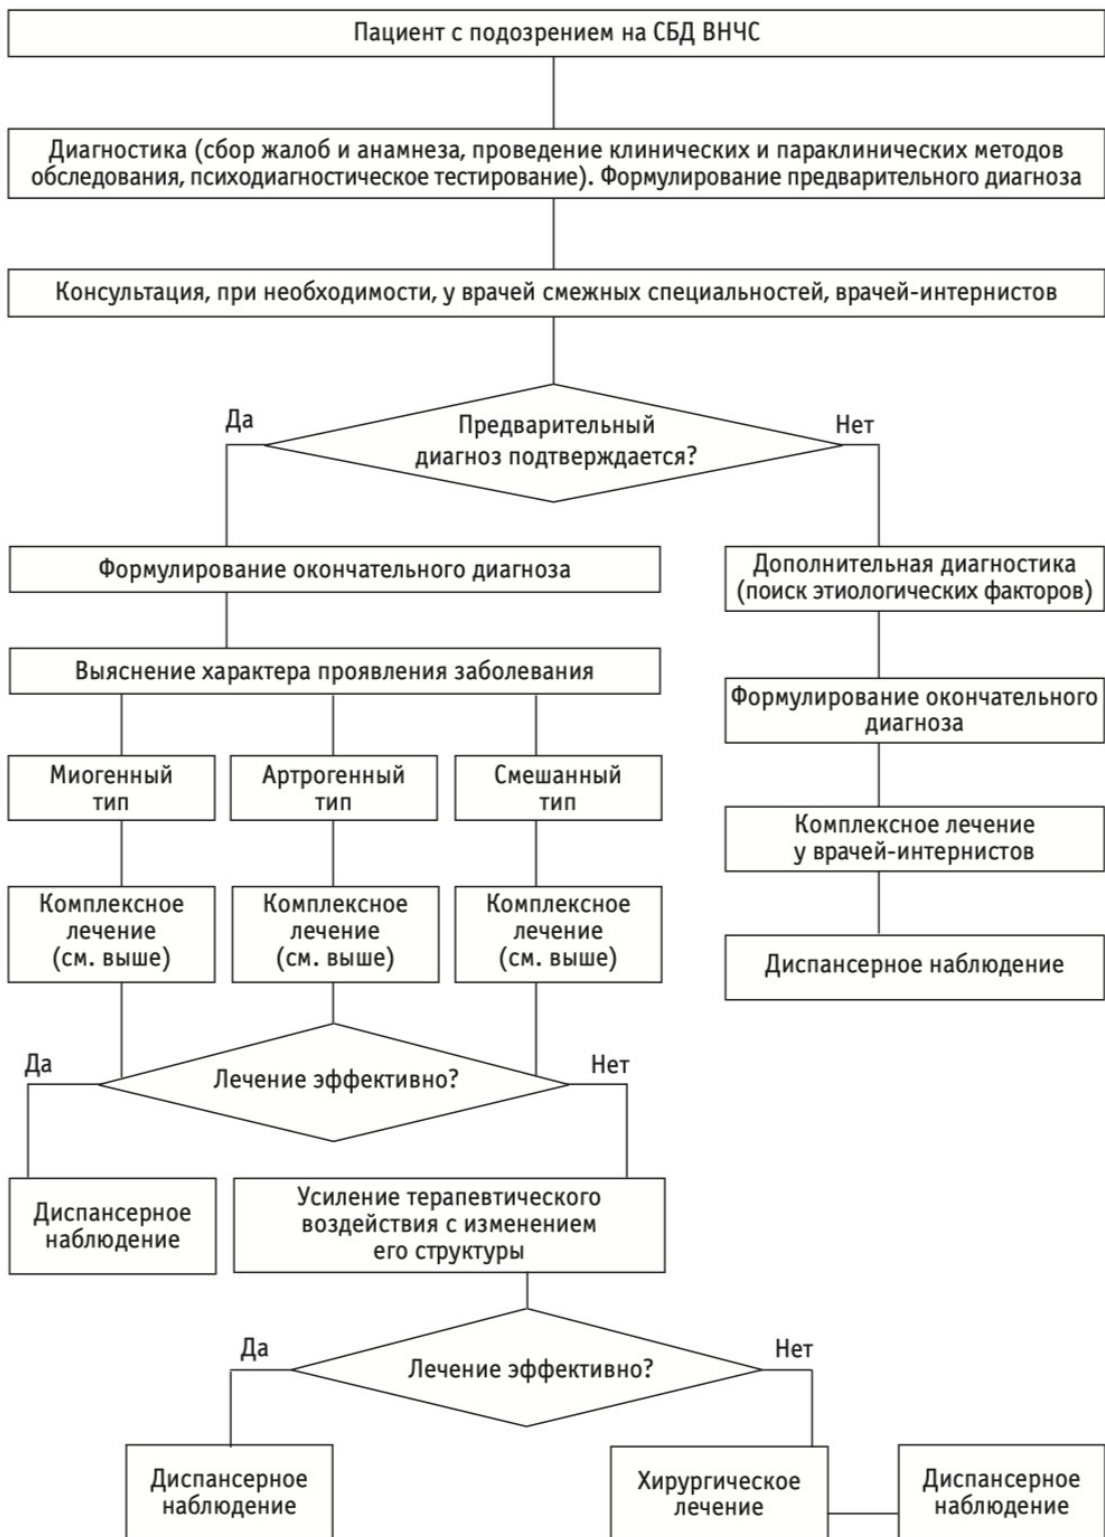 Пациент с подозрением на СБД ВНЧС
Диагностика (сбор жалоб и анамнеза, проведение клинических и параклинических методов
обследования, психодиагностическое тестирование). Формулирование предварительного диагноза
Консультация, при необходимости, у врачей смежных специальностей, врачей-интернистов
Да
Предварительный
диагноз подтверждается?
Нет
Формулирование окончательного диагноза
Дополнительная диагностика
(поиск этиологических факторов)
Выяснение характера проявления заболевания
Формулирование окончательного
диагноза
Миогенный
тип
Артрогенный
тип
Смешанный
тип
Комплексное лечение
у врачей-интернистов
Комплексное
лечение
(см. выше)
Комплексное
лечение
(см. выше)
Комплексное
лечение
(см. выше)
Диспансерное наблюдение
Да
Лечение эффективно?
Нет
Диспансерное
наблюдение
Усиление терапевтического
воздействия с изменением
его структуры
Да
Лечение эффективно?
Нет
Диспансерное
наблюдение
Хирургическое
лечение
Диспансерное
наблюдение